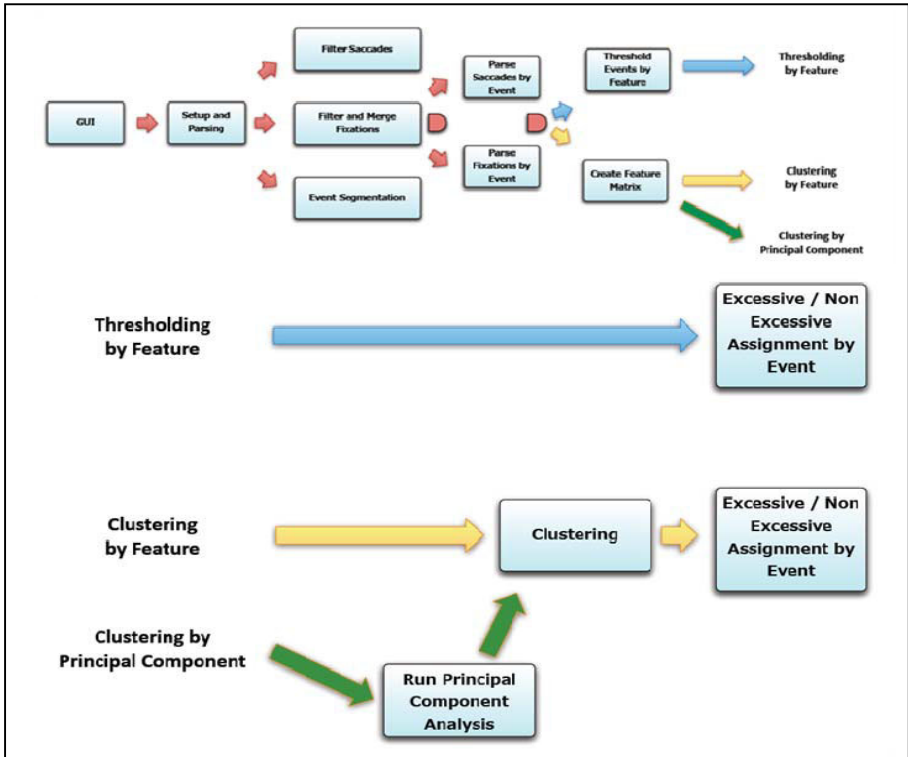 Filter Saccades
Parse
Saccades by
Event
Threshold
Events by
Feature
Thresholding
by Feature
GUI
Setup and
Parsing
Filter and Merge
Fixations
Parse
Fixations by
Event
Event Segmentation
Create Feature
Matrix
Clustering
by Feature
Clustering by
Principal Component
Thresholding
by Feature
Excessive / Non
Excessive
Assignment by
Event
Clustering
by Feature
Clustering
Excessive / Non
Excessive
Assignment by
Event
Clustering by
Principal Component
Run Principal
Component
Analysis